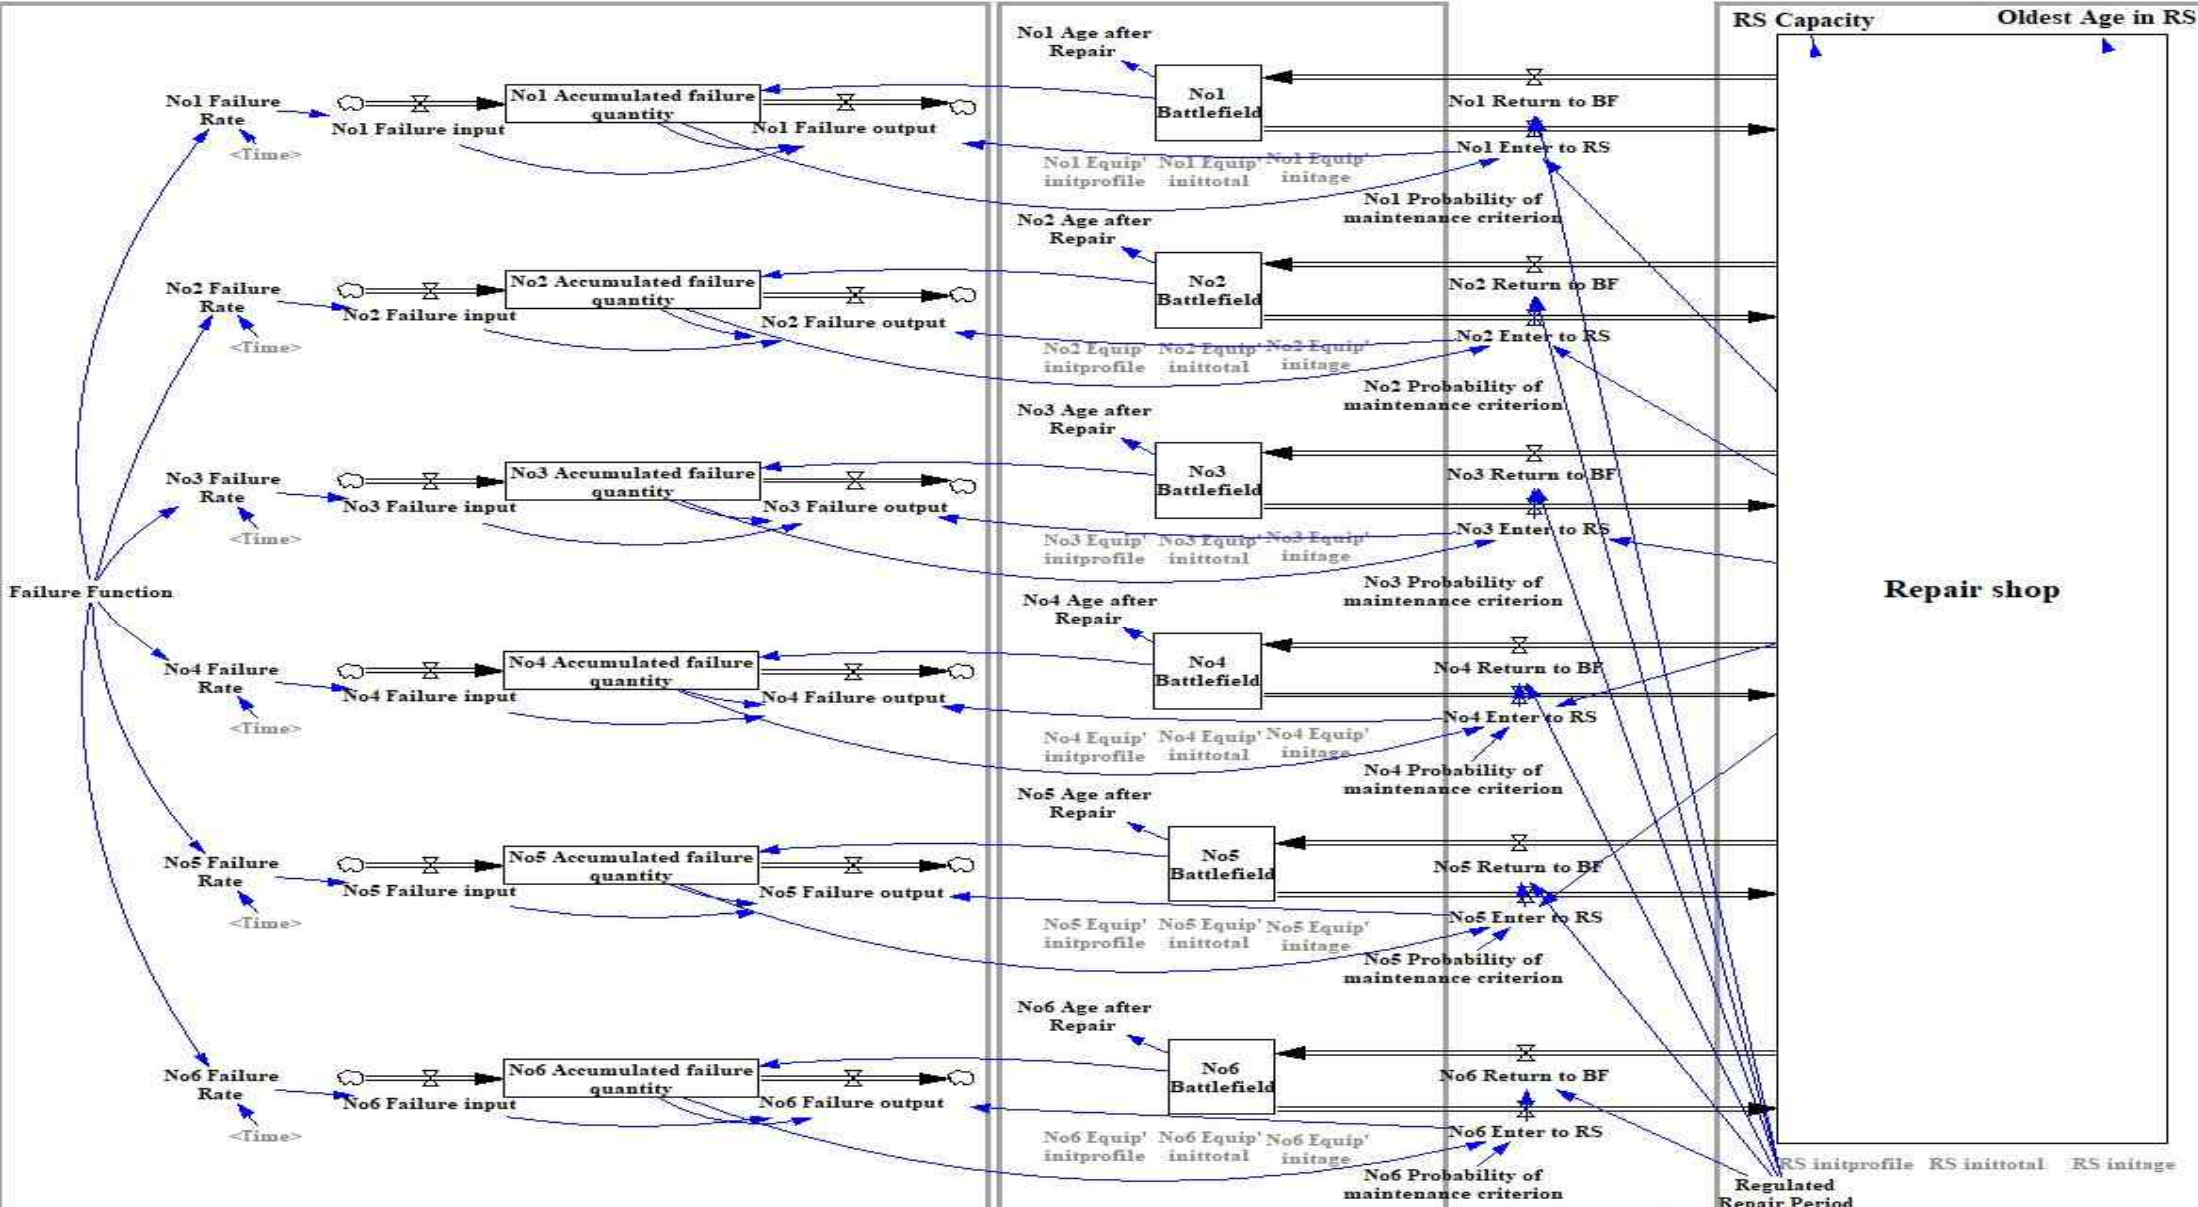 RS Capacity
Oldest Age in RS
No1 Failure
Rate
<Time>
No1 Failure input
No1 Accumulated failure
quantity
No1 Failure output
No1 Age after
Repair
No1
Battlefield
No1 Return to BF
No1 Enter to RS
No1 Equip'
initprofile
No1 Equip'
inittotal
No1 Equip'
initage
No1 Probability of
maintenance criterion
No2 Failure
Rate
<Time>
No2 Failure input
No2 Accumulated failure
quantity
No2 Failure output
No2 Age after
Repair
No2
Battlefield
No2 Return to BF
No2 Enter to RS
No2 Equip'
initprofile
No2 Equip'
inittotal
No2 Equip'
initage
No2 Probability of
maintenance criterion
No3 Failure
Rate
<Time>
No3 Failure input
No3 Accumulated failure
quantity
No3 Failure output
No3 Age after
Repair
No3
Battlefield
No3 Return to BF
No3 Enter to RS
No3 Equip'
initprofile
No3 Equip'
inittotal
No3 Equip'
initage
No3 Probability of
maintenance criterion
Failure Function
Repair shop
No4 Failure
Rate
<Time>
No4 Failure input
No4 Accumulated failure
quantity
No4 Failure output
No4 Age after
Repair
No4
Battlefield
No4 Return to BF
No4 Enter to RS
No4 Equip'
initprofile
No4 Equip'
inittotal
No4 Equip'
initage
No4 Probability of
maintenance criterion
No5 Failure
Rate
<Time>
No5 Failure input
No5 Accumulated failure
quantity
No5 Failure output
No5 Age after
Repair
No5
Battlefield
No5 Return to BF
No5 Enter to RS
No5 Equip'
initprofile
No5 Equip'
inittotal
No5 Equip'
initage
No5 Probability of
maintenance criterion
No6 Failure
Rate
<Time>
No6 Failure input
No6 Accumulated failure
quantity
No6 Failure output
No6 Age after
Repair
No6
Battlefield
No6 Return to BF
No6 Enter to RS
No6 Equip'
initprofile
No6 Equip'
inittotal
No6 Equip'
initage
No6 Probability of
maintenance criterion
RS initprofile
RS inittotal
RS initage
Regulated
Repair Period